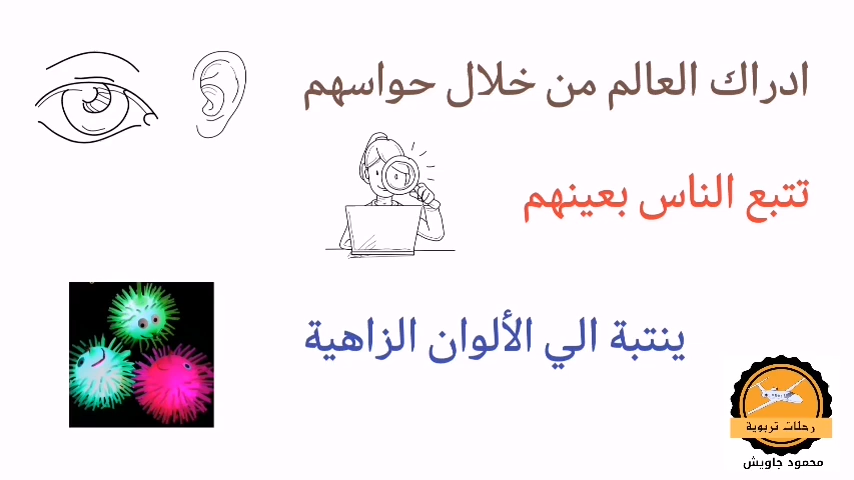 ادراك العالم من خلال حواسهم
تتبع الناس بعينهم
ينتبة الي الألوان الزاهية
رحلات تربوية
محمود جاويش